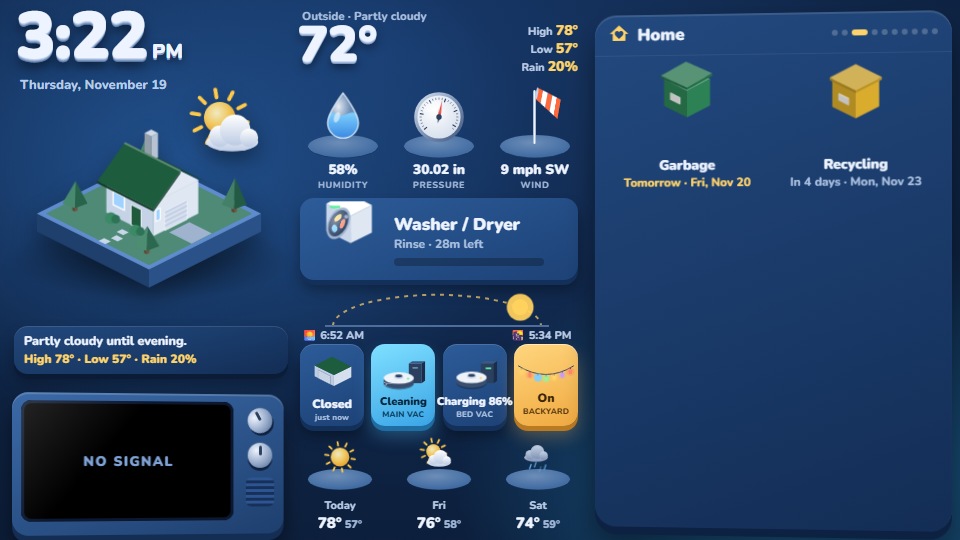 3:22 PM
Thursday, November 19
Outside · Partly cloudy
72°
High 78°
Low 57°
Rain 20%
58%
HUMIDITY
30.02 in
PRESSURE
9 mph SW
WIND
Washer / Dryer
Rinse · 28m left
6:52 AM
5:34 PM
Partly cloudy until evening.
High 78° · Low 57° · Rain 20%
Closed
just now
Cleaning
MAIN VAC
Charging 86%
BED VAC
On
BACKYARD
NO SIGNAL
Today
78° 57°
Fri
76° 58°
Sat
74° 59°
Home
Garbage
Tomorrow · Fri, Nov 20
Recycling
In 4 days · Mon, Nov 23